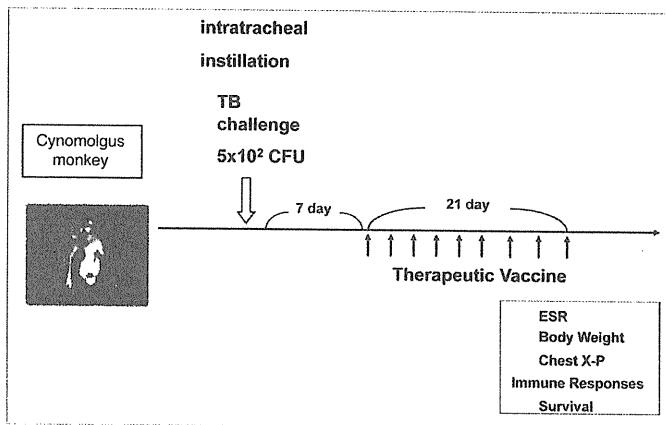 intratracheal
instillation
TB
challenge
5x10² CFU
Cynomolgus
monkey
7 day
21 day
Therapeutic Vaccine
ESR
Body Weight
Chest X-P
Immune Responses
Survival